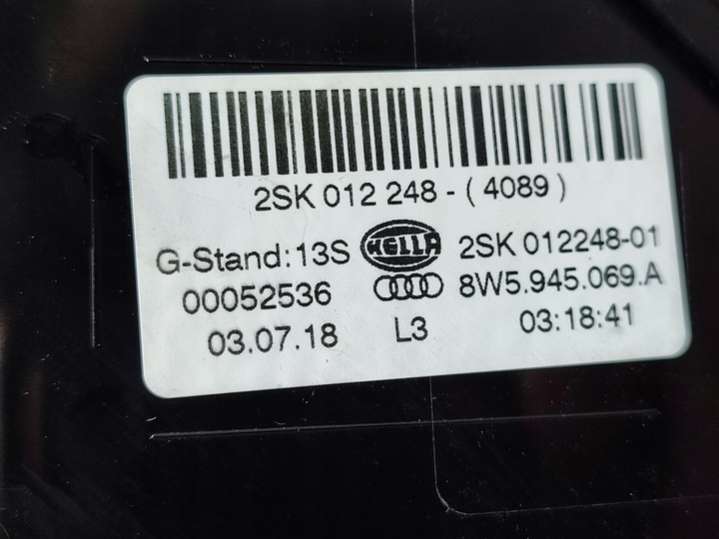 2SK 012 248 - ( 4089 )
G-Stand: 13S HELLA 2SK 012248-01
00052536 8W5.945.069.A
03.07.18 L3 03:18:41